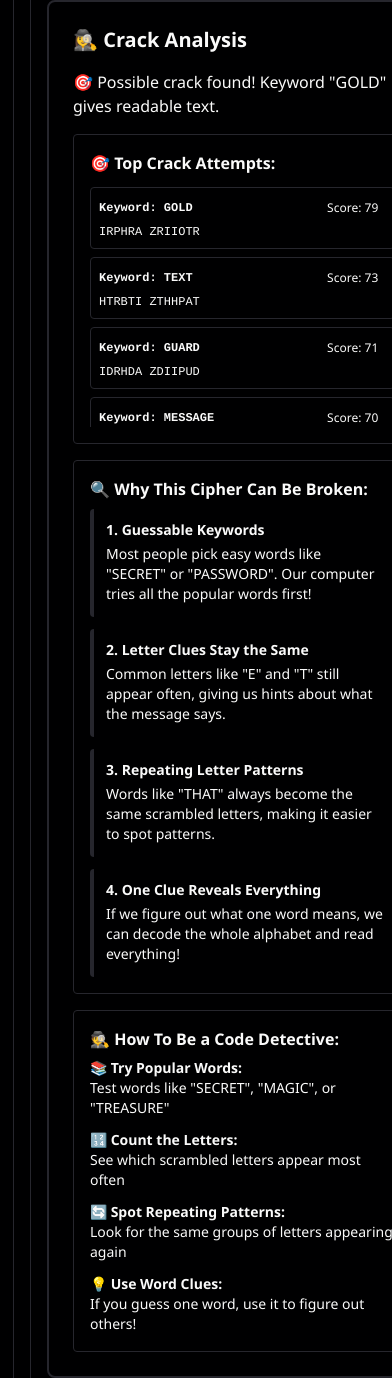 🕵️ Crack Analysis
🎯 Possible crack found! Keyword "GOLD"
gives readable text.
🎯 Top Crack Attempts:
Keyword: GOLD Score: 79
IRPHRA ZRIIOTR
Keyword: TEXT Score: 73
HTRBTI ZTHHPAT
Keyword: GUARD Score: 71
IDRHDA ZDIIPUD
Keyword: MESSAGE Score: 70
🔍 Why This Cipher Can Be Broken:
1. Guessable Keywords
Most people pick easy words like
"SECRET" or "PASSWORD". Our computer
tries all the popular words first!
2. Letter Clues Stay the Same
Common letters like "E" and "T" still
appear often, giving us hints about what
the message says.
3. Repeating Letter Patterns
Words like "THAT" always become the
same scrambled letters, making it easier
to spot patterns.
4. One Clue Reveals Everything
If we figure out what one word means, we
can decode the whole alphabet and read
everything!
🕵️ How To Be a Code Detective:
📚 Try Popular Words:
Test words like "SECRET", "MAGIC", or
"TREASURE"
🔢 Count the Letters:
See which scrambled letters appear most
often
🔄 Spot Repeating Patterns:
Look for the same groups of letters appearing
again
💡 Use Word Clues:
If you guess one word, use it to figure out
others!